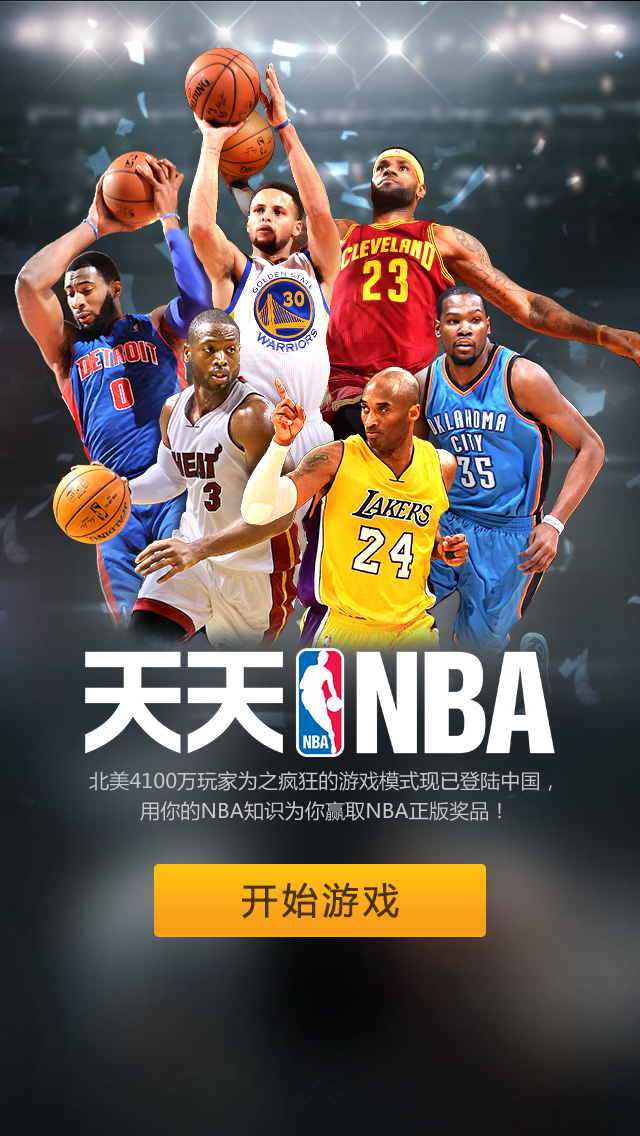 GOLDEN STATE
30
WARRIORS
CLEVELAND
23
DETROIT
0
HEAT
3
OKLAHOMA
CITY
35
LAKERS
24
天天 NBA NBA
北美4100万玩家为之疯狂的游戏模式现已登陆中国，
用你的NBA知识为你赢取NBA正版奖品！
开始游戏